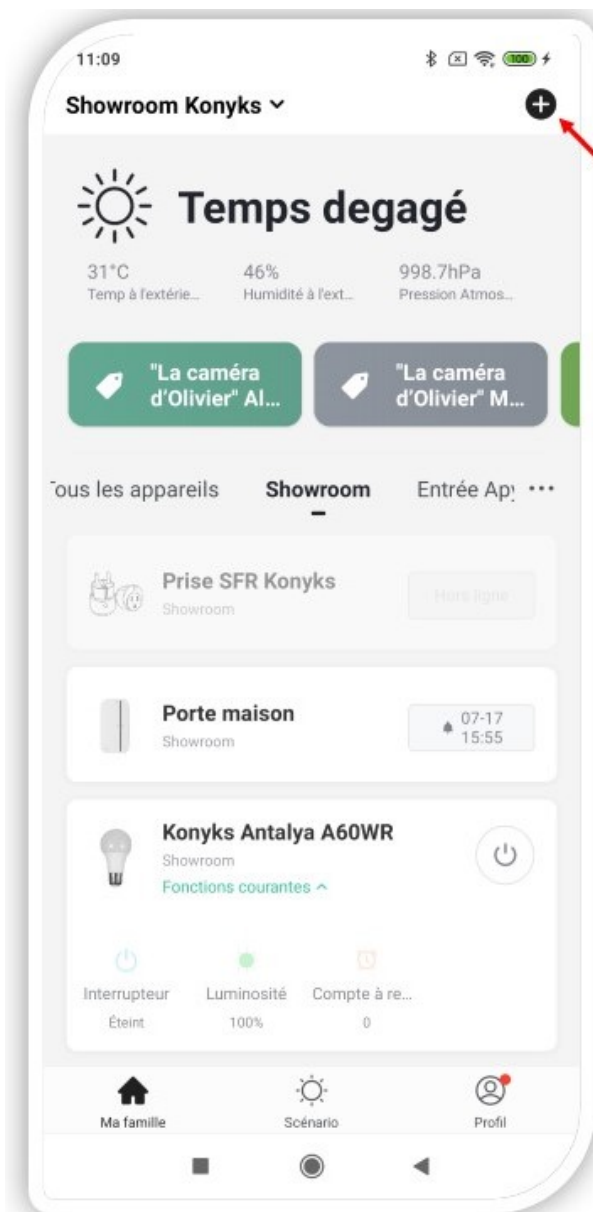 11:09
100
Showroom Konyks
Temps degagé
31°C 46% 998.7hPa
Temp à l'extérie... Humidité à l'ext... Pression Atmos...
"La caméra
d'Olivier" Al...
"La caméra
d'Olivier" M...
Tous les appareils Showroom Entrée Apy
Prise SFR Konyks
Showroom
Hors ligne
Porte maison
Showroom
07-17
15:55
Konyks Antalya A60WR
Showroom
Fonctions courantes
Interrupteur Luminosité Compte à re...
Éteint 100% 0
Ma famille Scénario Profil